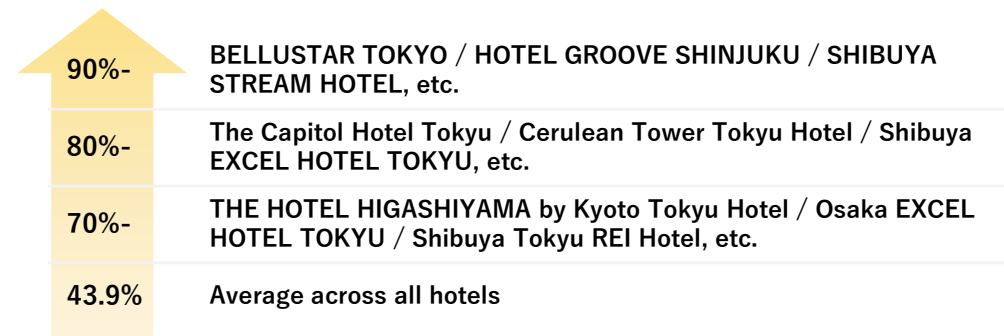 90%-
BELLUSTAR TOKYO / HOTEL GROOVE SHINJUKU / SHIBUYA
STREAM HOTEL, etc.
80%-
The Capitol Hotel Tokyu / Cerulean Tower Tokyu Hotel / Shibuya
EXCEL HOTEL TOKYU, etc.
70%-
THE HOTEL HIGASHIYAMA by Kyoto Tokyu Hotel / Osaka EXCEL
HOTEL TOKYU / Shibuya Tokyu REI Hotel, etc.
43.9%
Average across all hotels